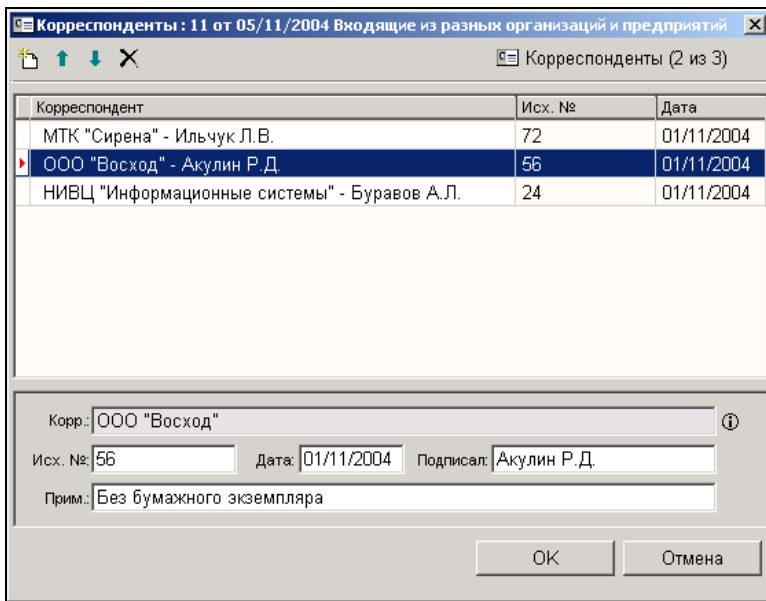 Корреспонденты : 11 от 05/11/2004 Входящие из разных организаций и предприятий
Корреспонденты (2 из 3)
Корреспондент Исх. № Дата
МТК "Сирена" - Ильчук Л.В. 72 01/11/2004
ООО "Восход" - Акулин Р.Д. 56 01/11/2004
НИВЦ "Информационные системы" - Буравов А.Л. 24 01/11/2004
Корр.: ООО "Восход"
Исх. №: 56 Дата: 01/11/2004 Подписал: Акулин Р.Д.
Прим.: Без бумажного экземпляра
OK Отмена